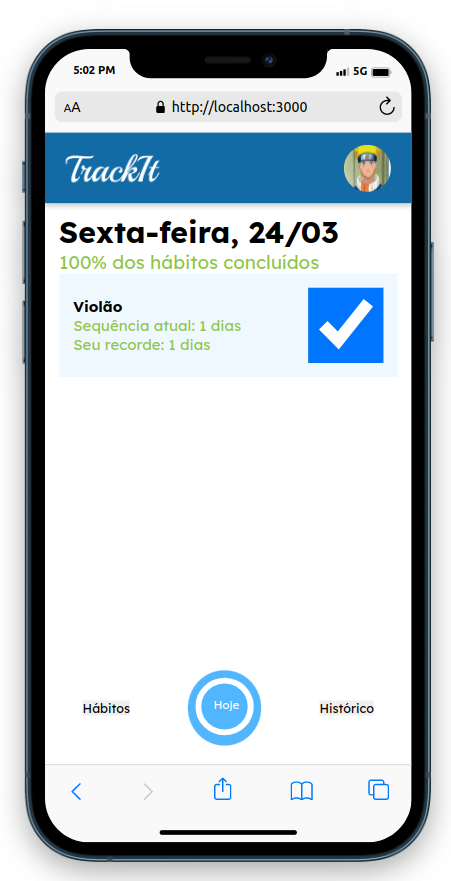 5:02 PM
5G
AA
http://localhost:3000
TrackIt
Sexta-feira, 24/03
100% dos hábitos concluídos
Violão
Sequência atual: 1 dias
Seu recorde: 1 dias
Hábitos
Hoje
Histórico